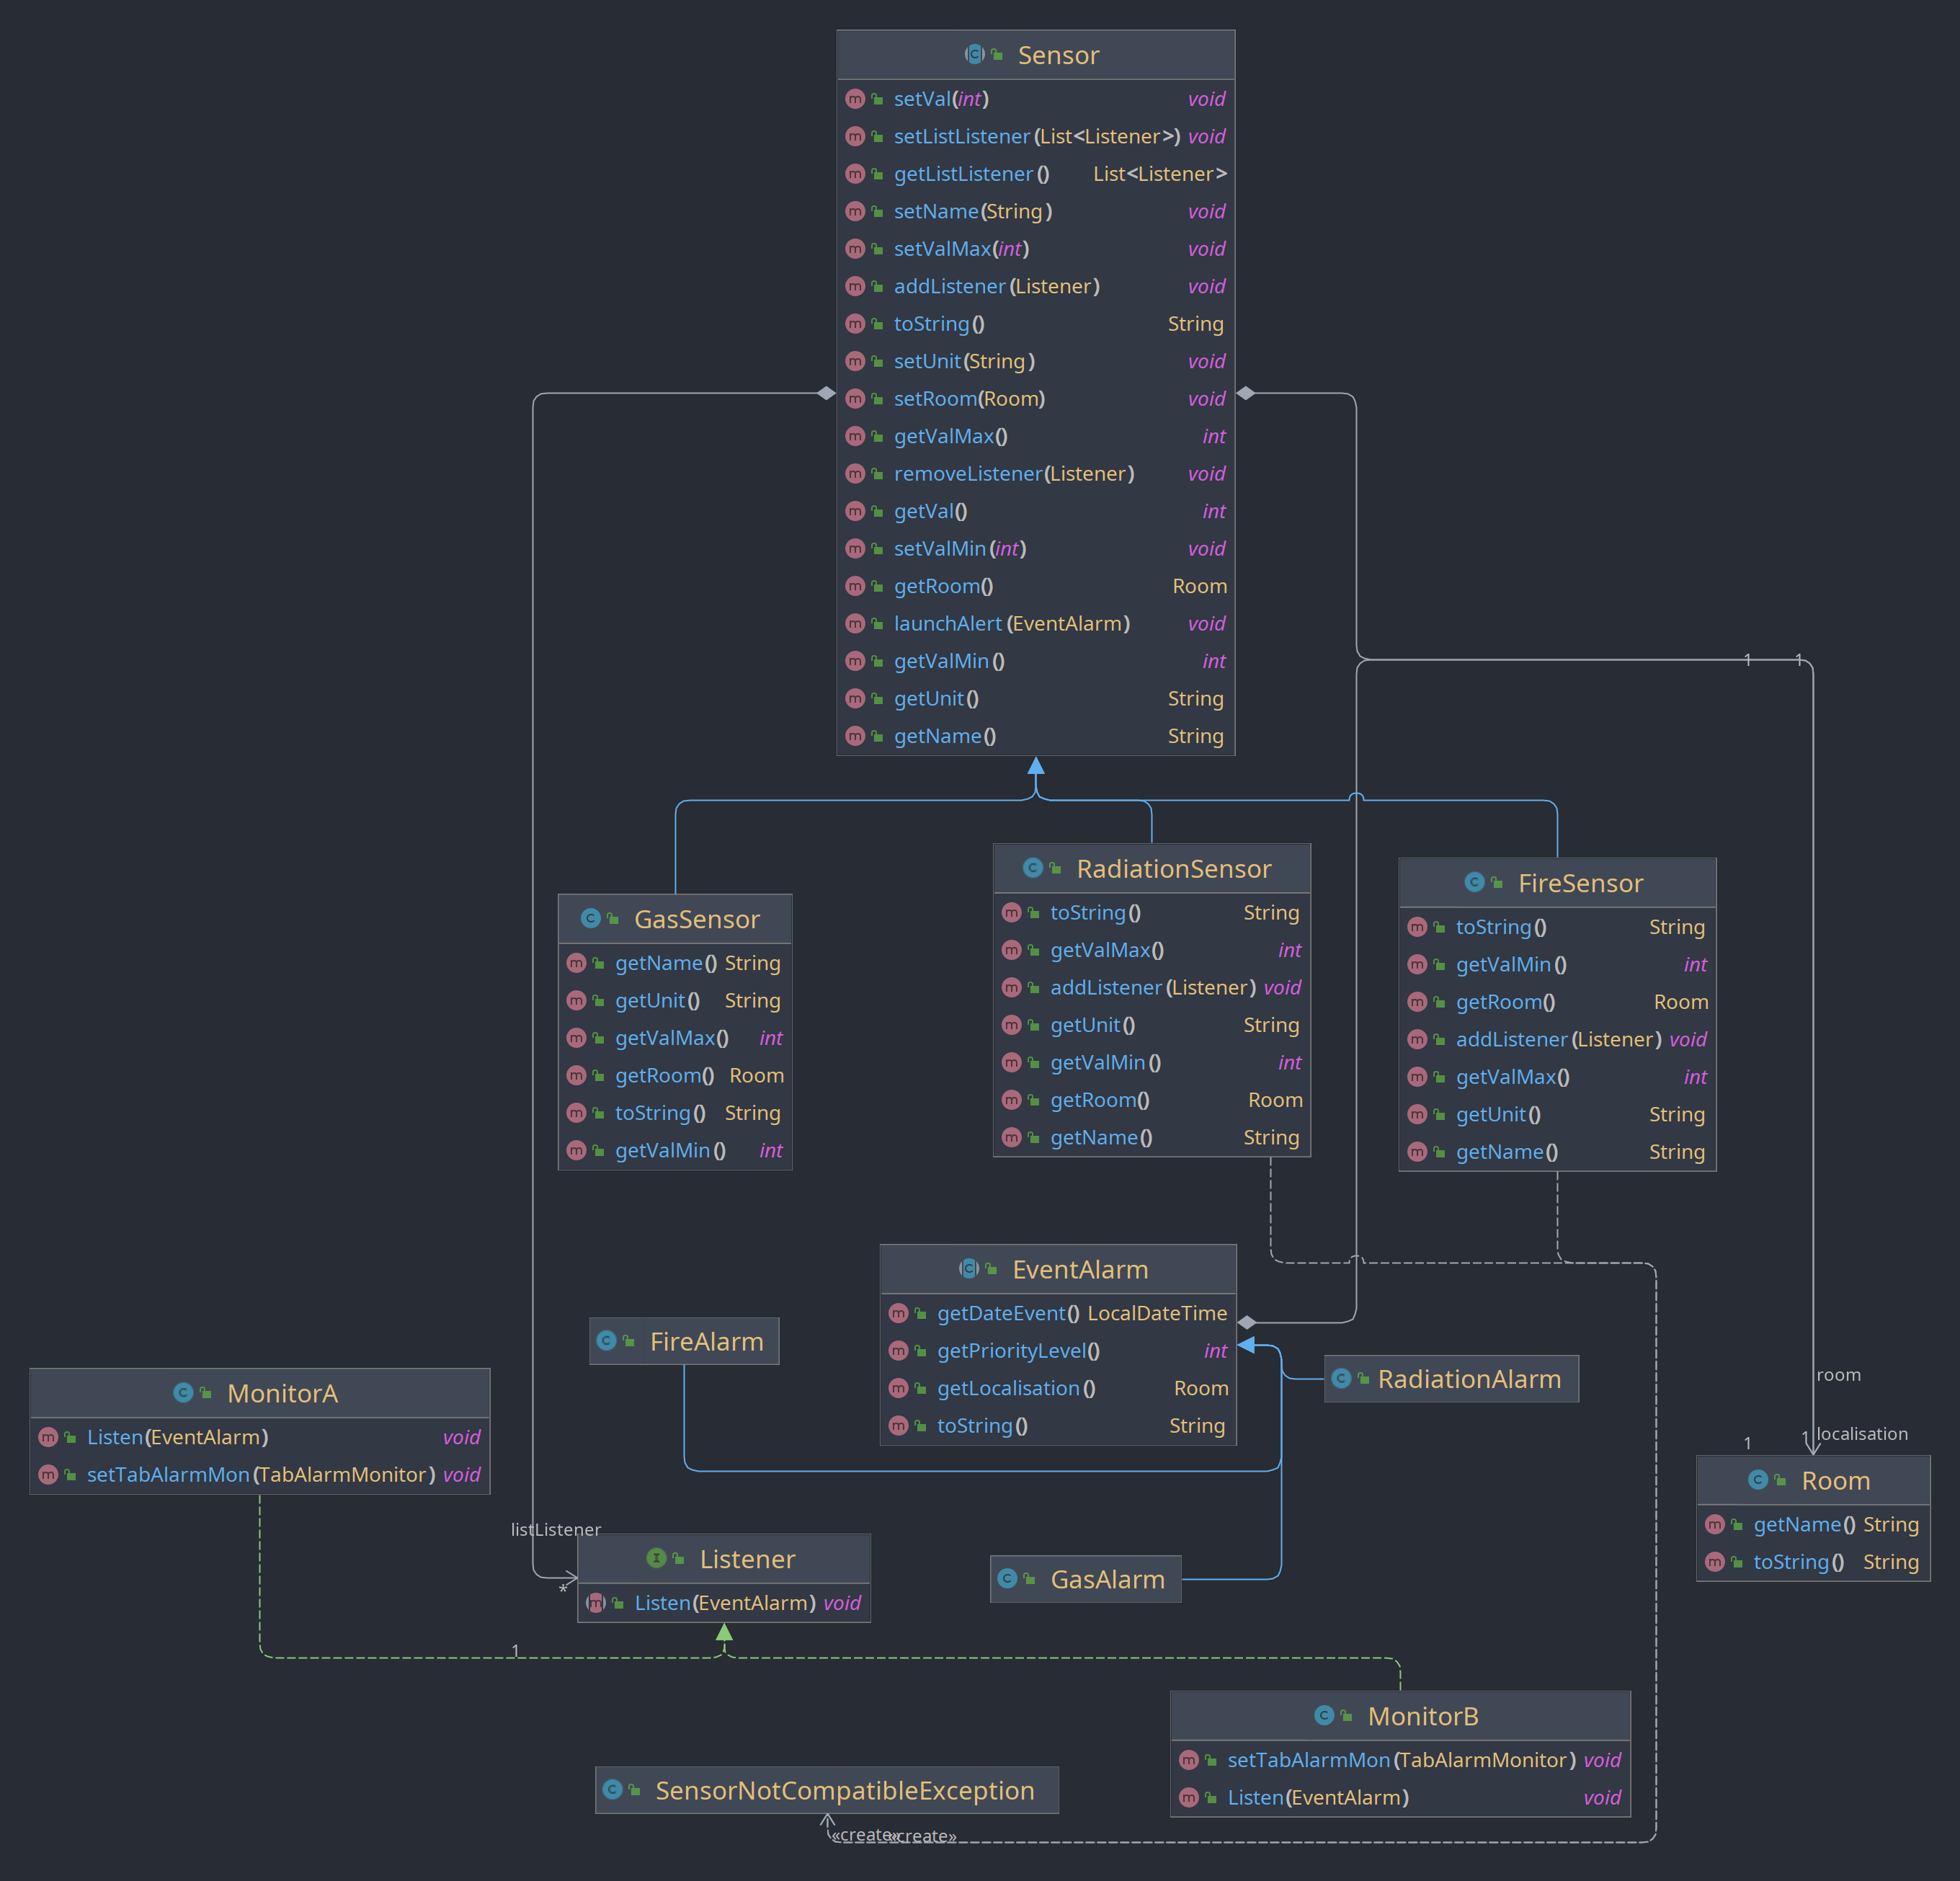 Sensor
setVal(int) void
setListListener(List<Listener>) void
getListListener() List<Listener>
setName(String) void
setValMax(int) void
addListener(Listener) void
toString() String
setUnit(String) void
setRoom(Room) void
getValMax() int
removeListener(Listener) void
getVal() int
setValMin(int) void
getRoom() Room
launchAlert(EventAlarm) void
getValMin() int
getUnit() String
getName() String
1 1
GasSensor
getName() String
getUnit() String
getValMax() int
getRoom() Room
toString() String
getValMin() int
RadiationSensor
toString() String
getValMax() int
addListener(Listener) void
getUnit() String
getValMin() int
getRoom() Room
getName() String
FireSensor
toString() String
getValMin() int
getRoom() Room
addListener(Listener) void
getValMax() int
getUnit() String
getName() String
EventAlarm
getDateEvent() LocalDateTime
getPriorityLevel() int
getLocalisation() Room
toString() String
FireAlarm
RadiationAlarm
MonitorA
Listen(EventAlarm) void
setTabAlarmMon(TabAlarmMonitor) void
room
localisation
1 1
Room
getName() String
toString() String
listListener
*
Listener
Listen(EventAlarm) void
GasAlarm
1
MonitorB
setTabAlarmMon(TabAlarmMonitor) void
Listen(EventAlarm) void
SensorNotCompatibleException
«create»
«create»